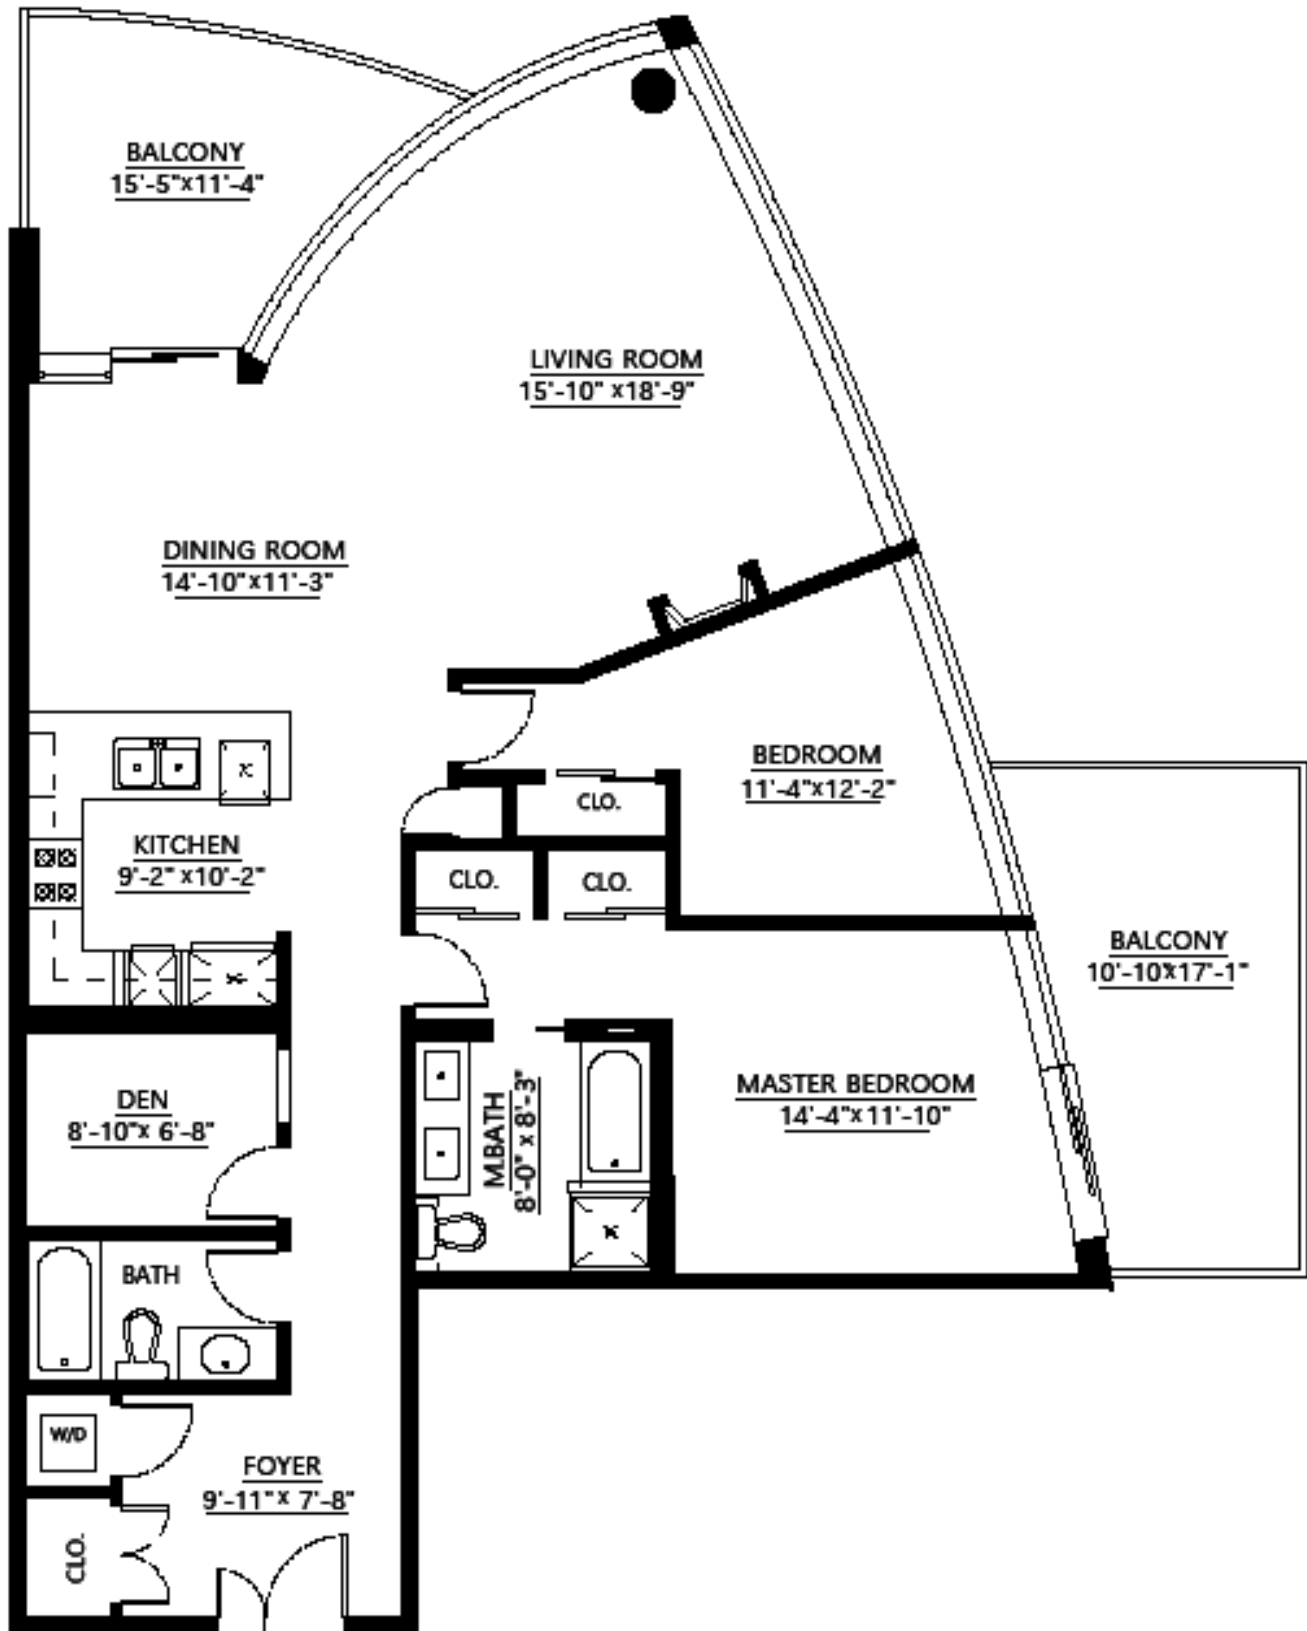 BALCONY
15'-5"x11'-4"
LIVING ROOM
15'-10" x18'-9"
DINING ROOM
14'-10"x11'-3"
BEDROOM
11'-4"x12'-2"
CLO.
KITCHEN
9'-2" x10'-2"
CLO.
CLO.
BALCONY
10'-10"x17'-1"
MASTER BEDROOM
14'-4"x11'-10"
DEN
8'-10"x 6'-8"
M.BATH
8'-0" x 8'-3"
BATH
W/D
FOYER
9'-11"x 7'-8"
CLO.